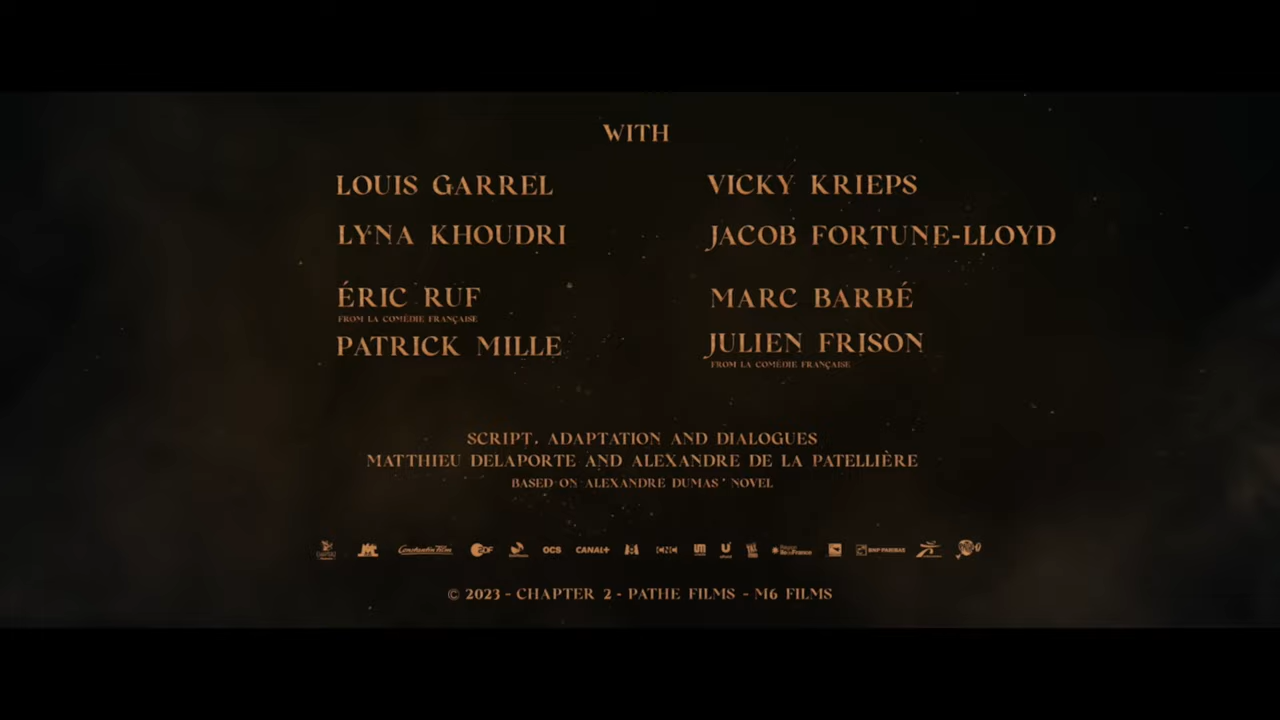 WITH
LOUIS GARREL
VICKY KRIEPS
LYNA KHOUDRI
JACOB FORTUNE-LLOYD
ÉRIC RUF
MARC BARBÉ
FROM LA COMÉDIE FRANÇAISE
PATRICK MILLE
JULIEN FRISON
FROM LA COMÉDIE FRANÇAISE
SCRIPT, ADAPTATION AND DIALOGUES
MATTHIEU DELAPORTE AND ALEXANDRE DE LA PATELLIÈRE
BASED ON ALEXANDRE DUMAS' NOVEL
Constantin Film ZDF OCS CANAL+ CNC BNP PARIBAS
© 2023 - CHAPTER 2 - PATHE FILMS - M6 FILMS